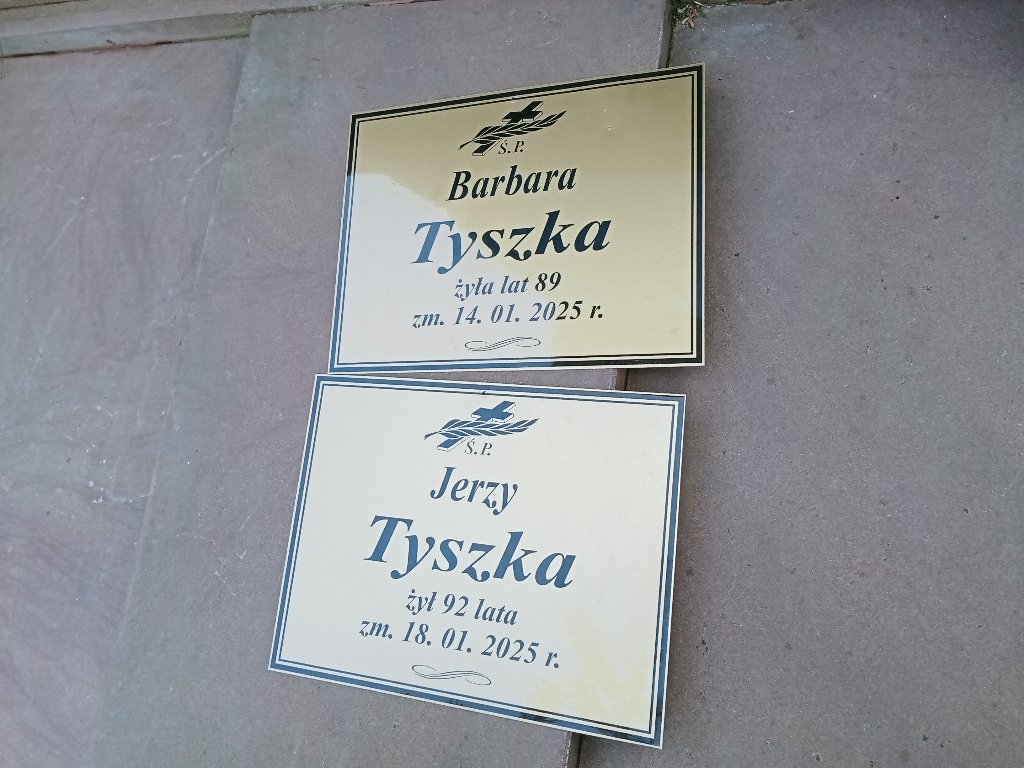 Ś.P.
Barbara
Tyszka
żyła lat 89
zm. 14. 01. 2025 r.
Ś.P.
Jerzy
Tyszka
żył 92 lata
zm. 18. 01. 2025 r.